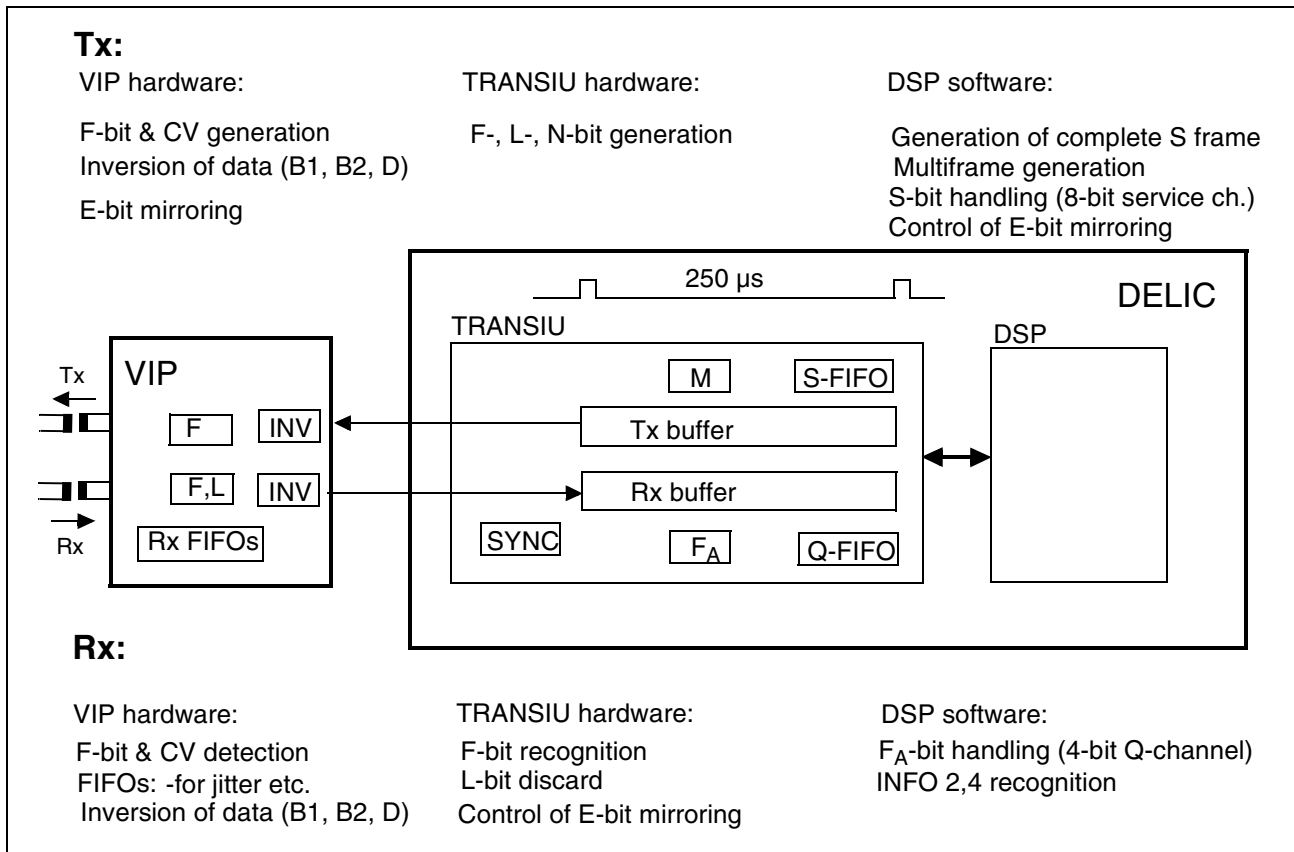 Tx:
VIP hardware: TRANSIU hardware: DSP software:
F-bit & CV generation F-, L-, N-bit generation Generation of complete S frame
Inversion of data (B1, B2, D) Multiframe generation
E-bit mirroring S-bit handling (8-bit service ch.)
Control of E-bit mirroring
250 µs
DELIC
TRANSIU DSP
VIP
Tx
M S-FIFO
F INV Tx buffer
F,L INV Rx buffer
Rx
Rx FIFOs SYNC FA Q-FIFO
Rx:
VIP hardware: TRANSIU hardware: DSP software:
F-bit & CV detection F-bit recognition FA-bit handling (4-bit Q-channel)
FIFOs: -for jitter etc. L-bit discard INFO 2,4 recognition
Inversion of data (B1, B2, D) Control of E-bit mirroring